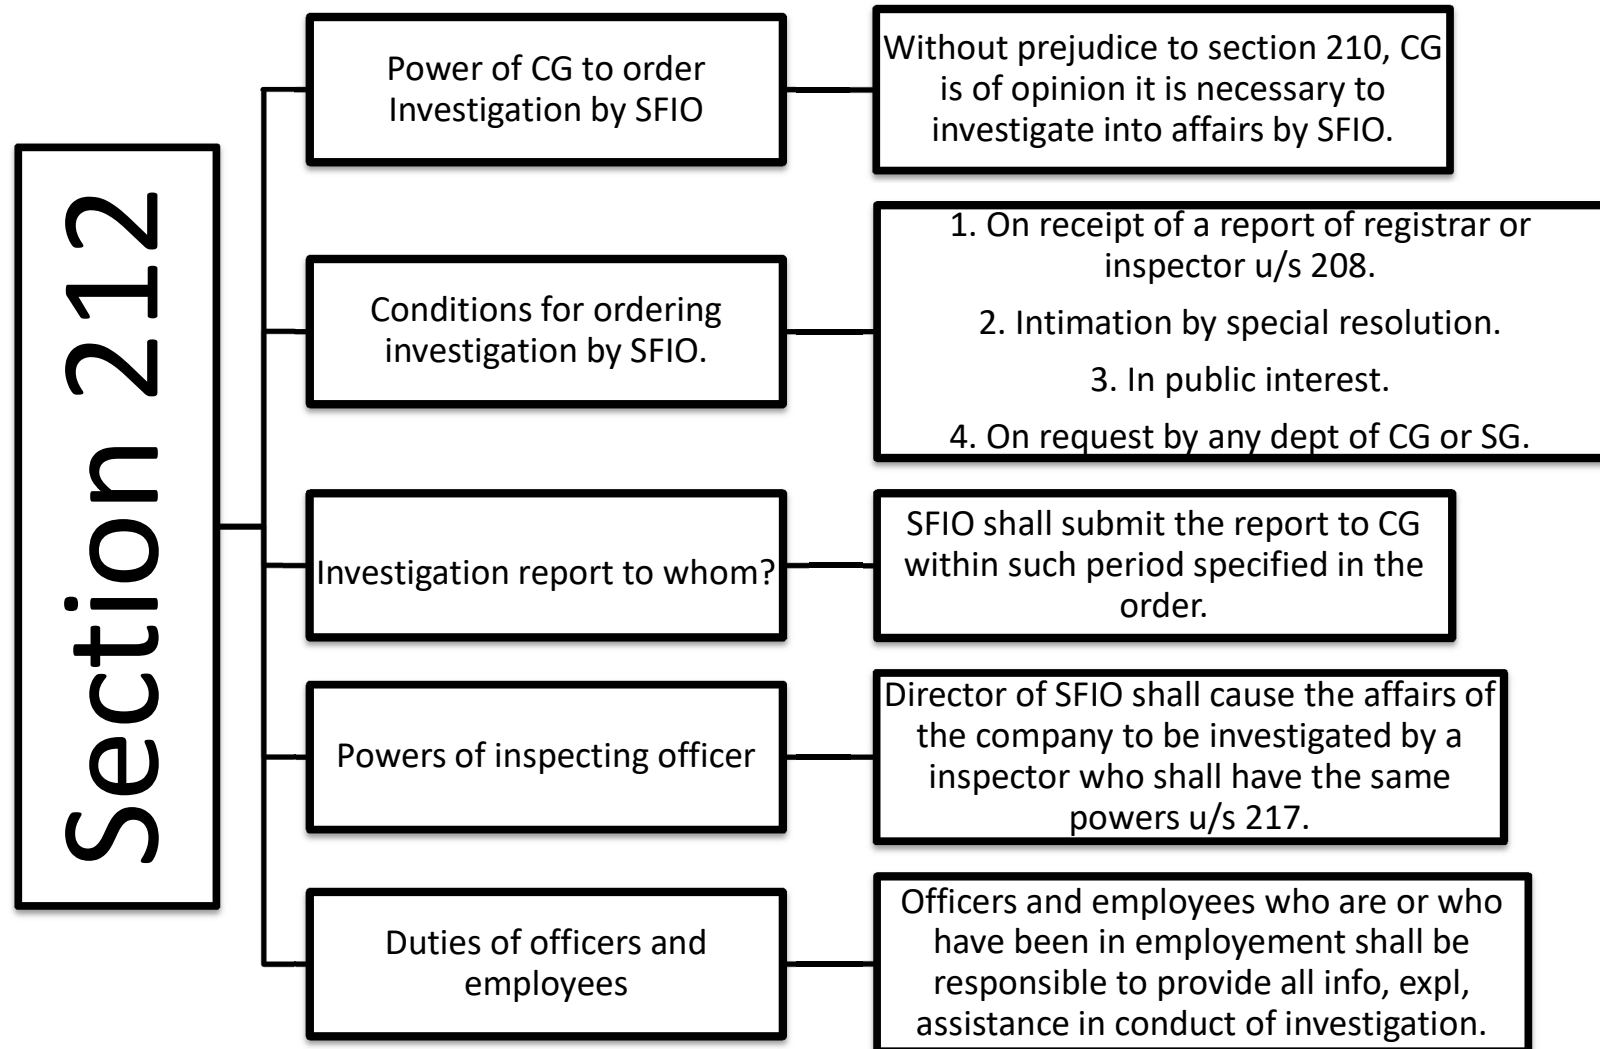 Section 212
Power of CG to order
Investigation by SFIO
Without prejudice to section 210, CG
is of opinion it is necessary to
investigate into affairs by SFIO.
Conditions for ordering
investigation by SFIO.
1. On receipt of a report of registrar or
inspector u/s 208.
2. Intimation by special resolution.
3. In public interest.
4. On request by any dept of CG or SG.
Investigation report to whom?
SFIO shall submit the report to CG
within such period specified in the
order.
Powers of inspecting officer
Director of SFIO shall cause the affairs of
the company to be investigated by a
inspector who shall have the same
powers u/s 217.
Duties of officers and
employees
Officers and employees who are or who
have been in employement shall be
responsible to provide all info, expl,
assistance in conduct of investigation.